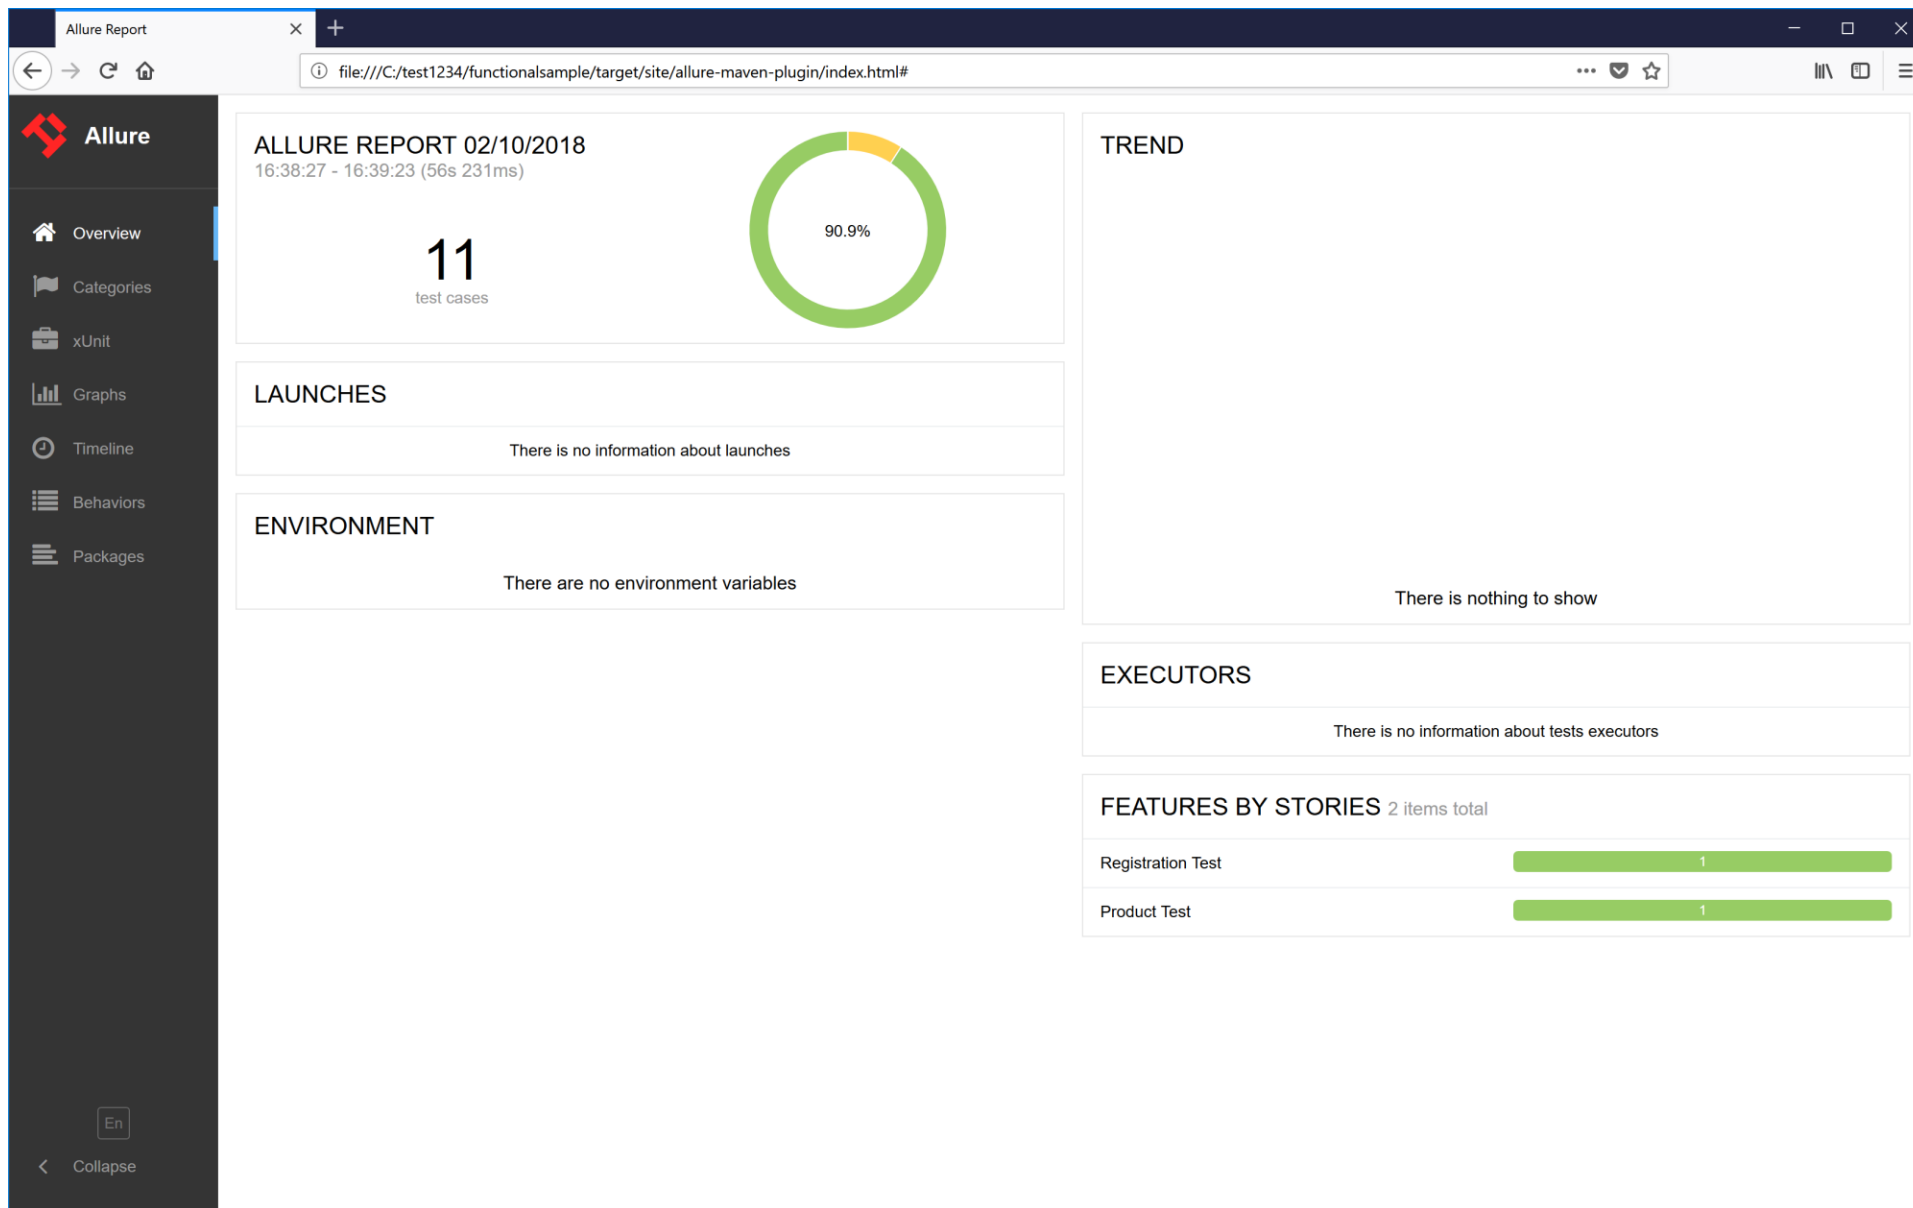 Allure Report
file:///C:/test1234/functionalsample/target/site/allure-maven-plugin/index.html#
Allure
Overview
Categories
xUnit
Graphs
Timeline
Behaviors
Packages
En
Collapse
ALLURE REPORT 02/10/2018
16:38:27 - 16:39:23 (56s 231ms)
11
test cases
90.9%
LAUNCHES
There is no information about launches
ENVIRONMENT
There are no environment variables
TREND
There is nothing to show
EXECUTORS
There is no information about tests executors
FEATURES BY STORIES 2 items total
Registration Test 1
Product Test 1